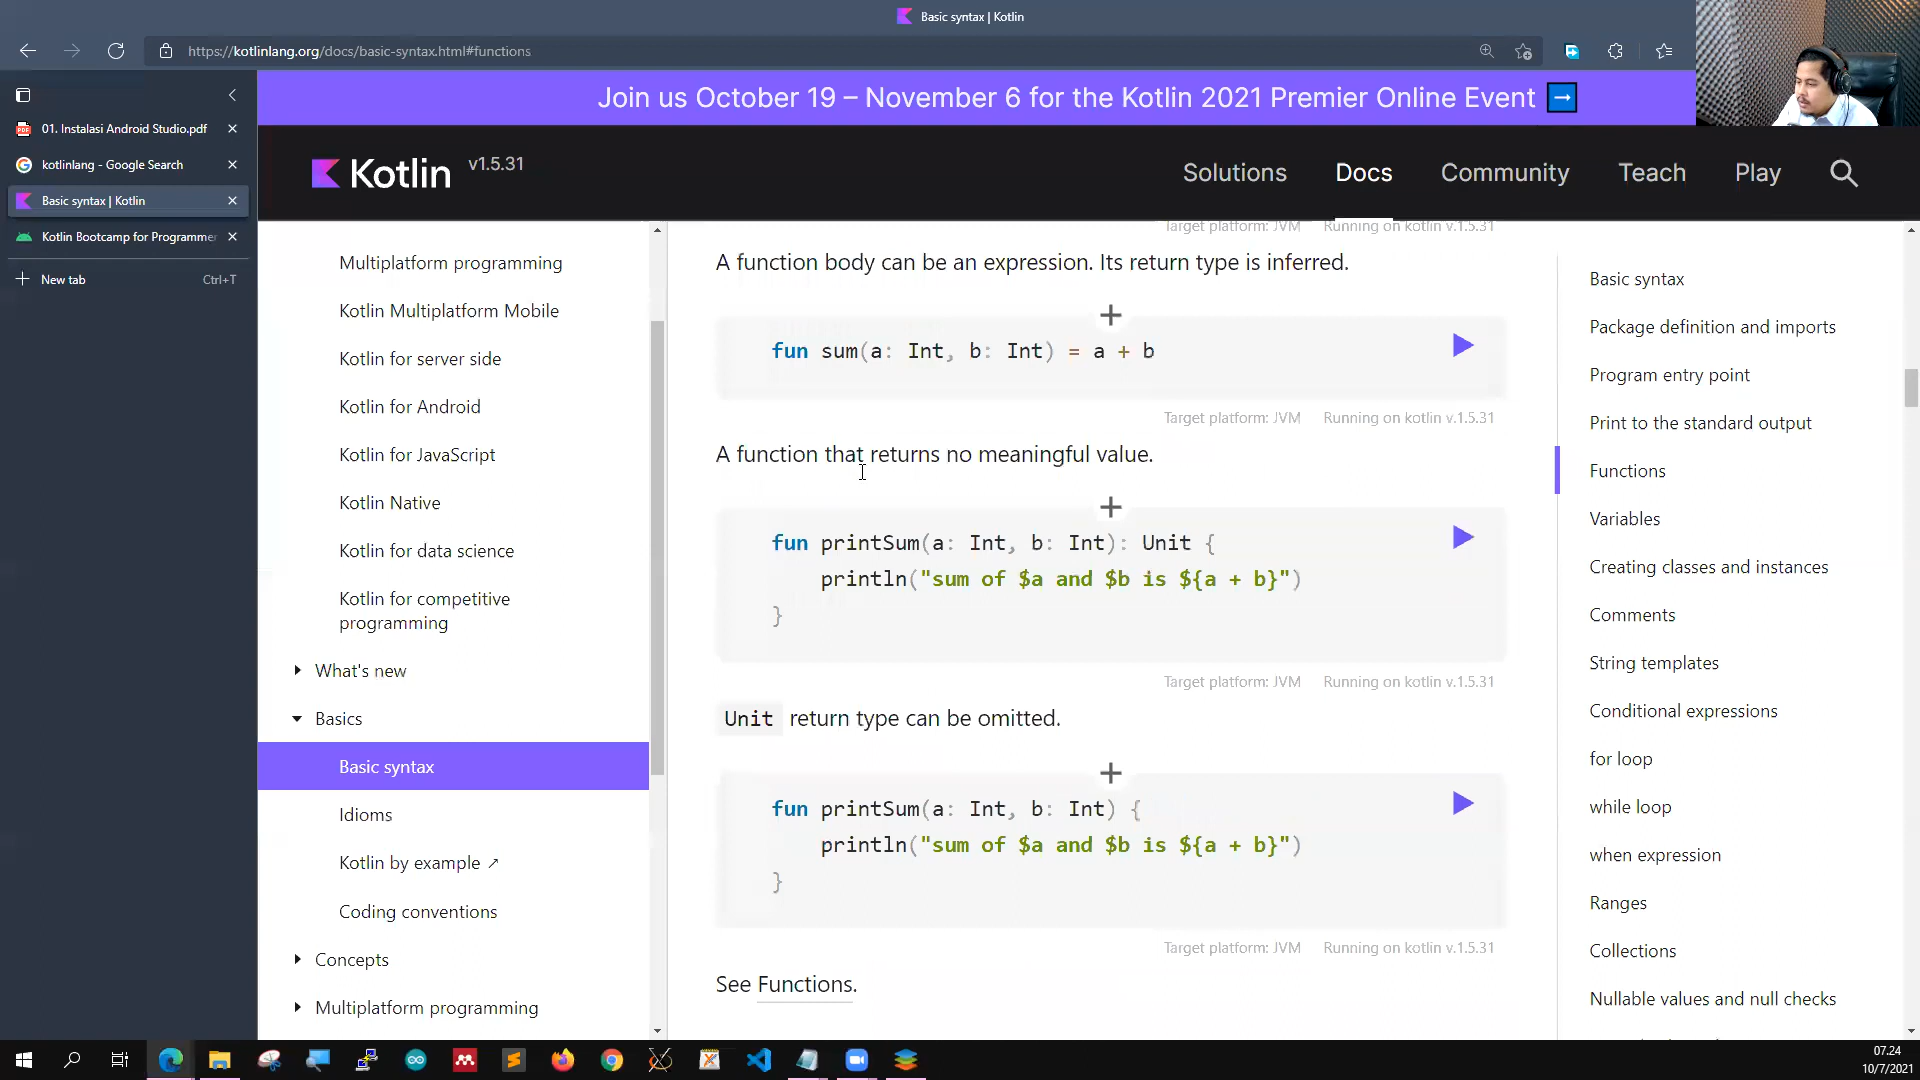 Basic syntax | Kotlin
https://kotlinlang.org/docs/basic-syntax.html#functions
01. Instalasi Android Studio.pdf
kotlinlang - Google Search
Basic syntax | Kotlin
Kotlin Bootcamp for Programmer
New tab
Ctrl+T
Join us October 19 – November 6 for the Kotlin 2021 Premier Online Event →
Kotlin v1.5.31
Solutions
Docs
Community
Teach
Play
Multiplatform programming
Kotlin Multiplatform Mobile
Kotlin for server side
Kotlin for Android
Kotlin for JavaScript
Kotlin Native
Kotlin for data science
Kotlin for competitive
programming
What's new
Basics
Basic syntax
Idioms
Kotlin by example ↗
Coding conventions
Concepts
Multiplatform programming
Target platform: JVM Running on kotlin v.1.5.31
A function body can be an expression. Its return type is inferred.
fun sum(a: Int, b: Int) = a + b
Target platform: JVM Running on kotlin v.1.5.31
A function that returns no meaningful value.
fun printSum(a: Int, b: Int): Unit {
println("sum of $a and $b is ${a + b}")
}
Target platform: JVM Running on kotlin v.1.5.31
Unit return type can be omitted.
fun printSum(a: Int, b: Int) {
println("sum of $a and $b is ${a + b}")
}
Target platform: JVM Running on kotlin v.1.5.31
See Functions.
Basic syntax
Package definition and imports
Program entry point
Print to the standard output
Functions
Variables
Creating classes and instances
Comments
String templates
Conditional expressions
for loop
while loop
when expression
Ranges
Collections
Nullable values and null checks
07.24
10/7/2021